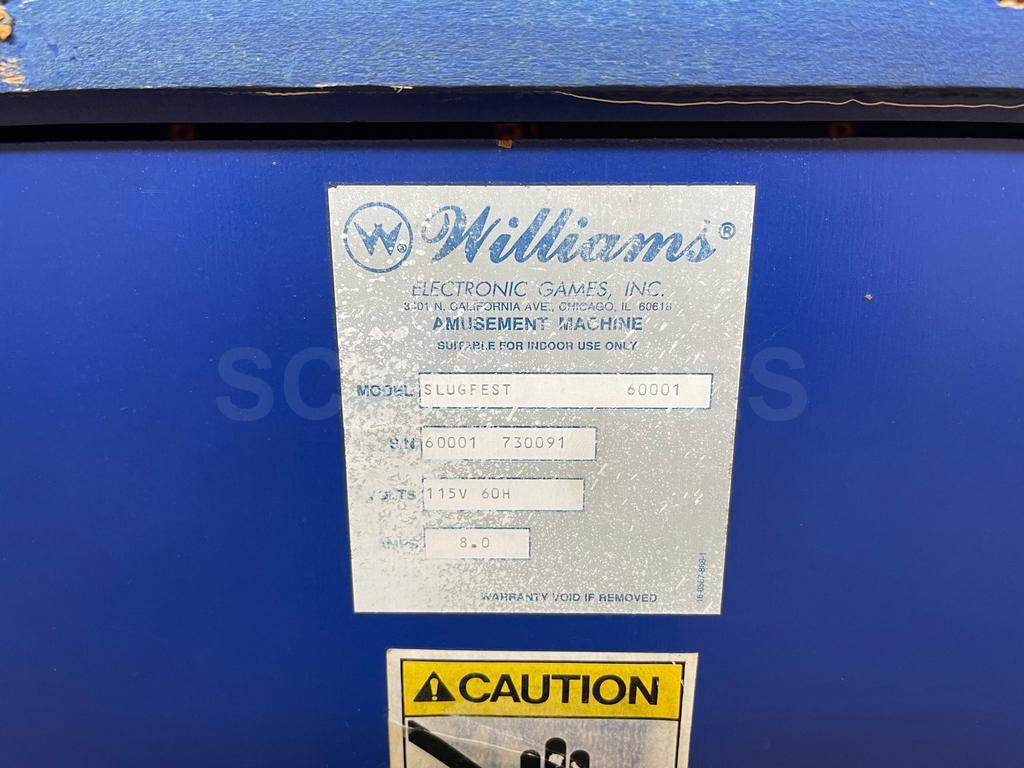 W®
Williams®
ELECTRONIC GAMES, INC.
3401 N. CALIFORNIA AVE., CHICAGO, IL 60618
AMUSEMENT MACHINE
SUITABLE FOR INDOOR USE ONLY
MODEL SLUGFEST 60001
S/N 60001 730091
VOLTS 115V 60H
AMPS 8.0
WARRANTY VOID IF REMOVED
CAUTION